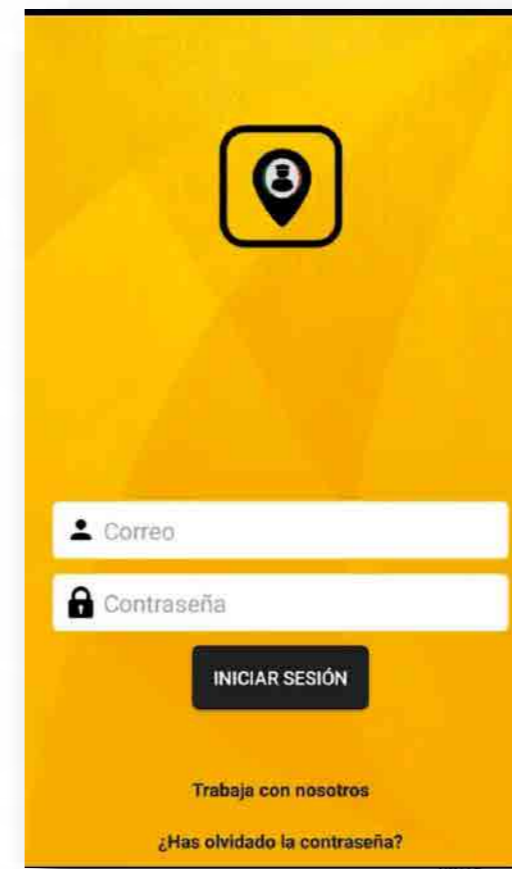 Correo
Contraseña
INICIAR SESIÓN
Trabaja con nosotros
¿Has olvidado la contraseña?